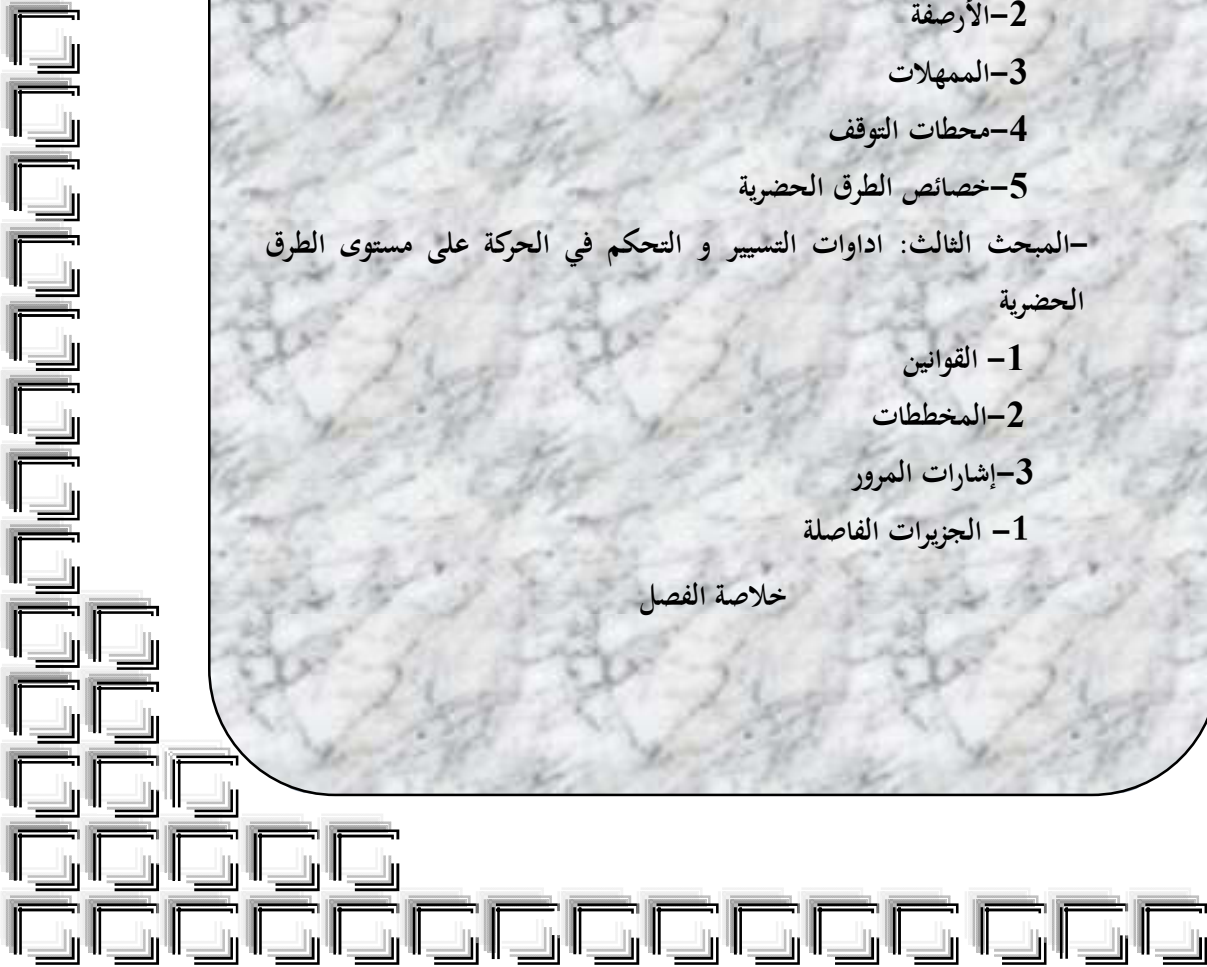 2-الأرصفة
3-الممهلات
4-محطات التوقف
5-خصائص الطرق الحضرية
-المبحث الثالث: اداوات التسيير و التحكم في الحركة على مستوى الطرق
الحضرية
1- القوانين
2-المخططات
3-إشارات المرور
1- الجزيرات الفاصلة
خلاصة الفصل